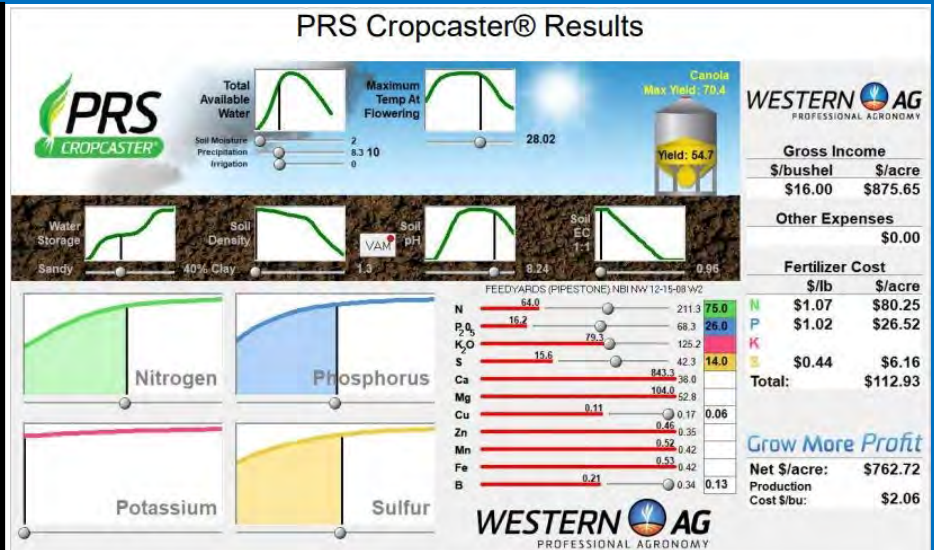 PRS Cropcaster® Results
PRS
CROPCASTER®
Total
Available
Water
Soil Moisture 2
Precipitation 8.3 10
Irrigation 0
Maximum
Temp At
Flowering
28.02
Canola
Max Yield: 70.4
Yield: 54.7
Water
Storage
Sandy 40% Clay
Soil
Density
1.3
VAM
Soil
pH
8.24
Soil
EC
1:1
0.96
Nitrogen
Phosphorus
Potassium
Sulfur
FEEDYARDS (PIPESTONE) NBI NW 12-15-08 W2
N 64.0 211.3 75.0
P2O5 16.2 68.3 26.0
K2O 79.3 125.2
S 15.6 42.3 14.0
Ca 843.3 36.0
Mg 104.0 52.8
Cu 0.11 0.17 0.06
Zn 0.46 0.35
Mn 0.52 0.42
Fe 0.53 0.42
B 0.21 0.34 0.13
WESTERN AG
PROFESSIONAL AGRONOMY
WESTERN AG
PROFESSIONAL AGRONOMY
Gross Income
$/bushel $/acre
$16.00 $875.65
Other Expenses
$0.00
Fertilizer Cost
$/lb $/acre
N $1.07 $80.25
P $1.02 $26.52
K
S $0.44 $6.16
Total: $112.93
Grow More Profit
Net $/acre: $762.72
Production
Cost $/bu: $2.06